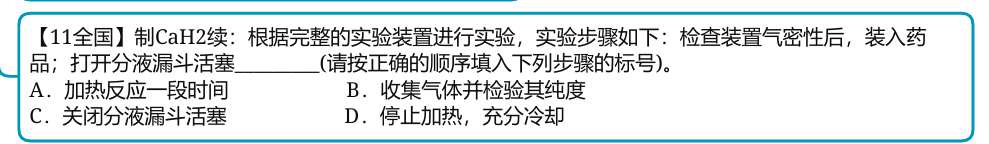 【11全国】制CaH2续：根据完整的实验装置进行实验，实验步骤如下：检查装置气密性后，装入药
品；打开分液漏斗活塞_________(请按正确的顺序填入下列步骤的标号)。
A．加热反应一段时间 B．收集气体并检验其纯度
C．关闭分液漏斗活塞 D．停止加热，充分冷却